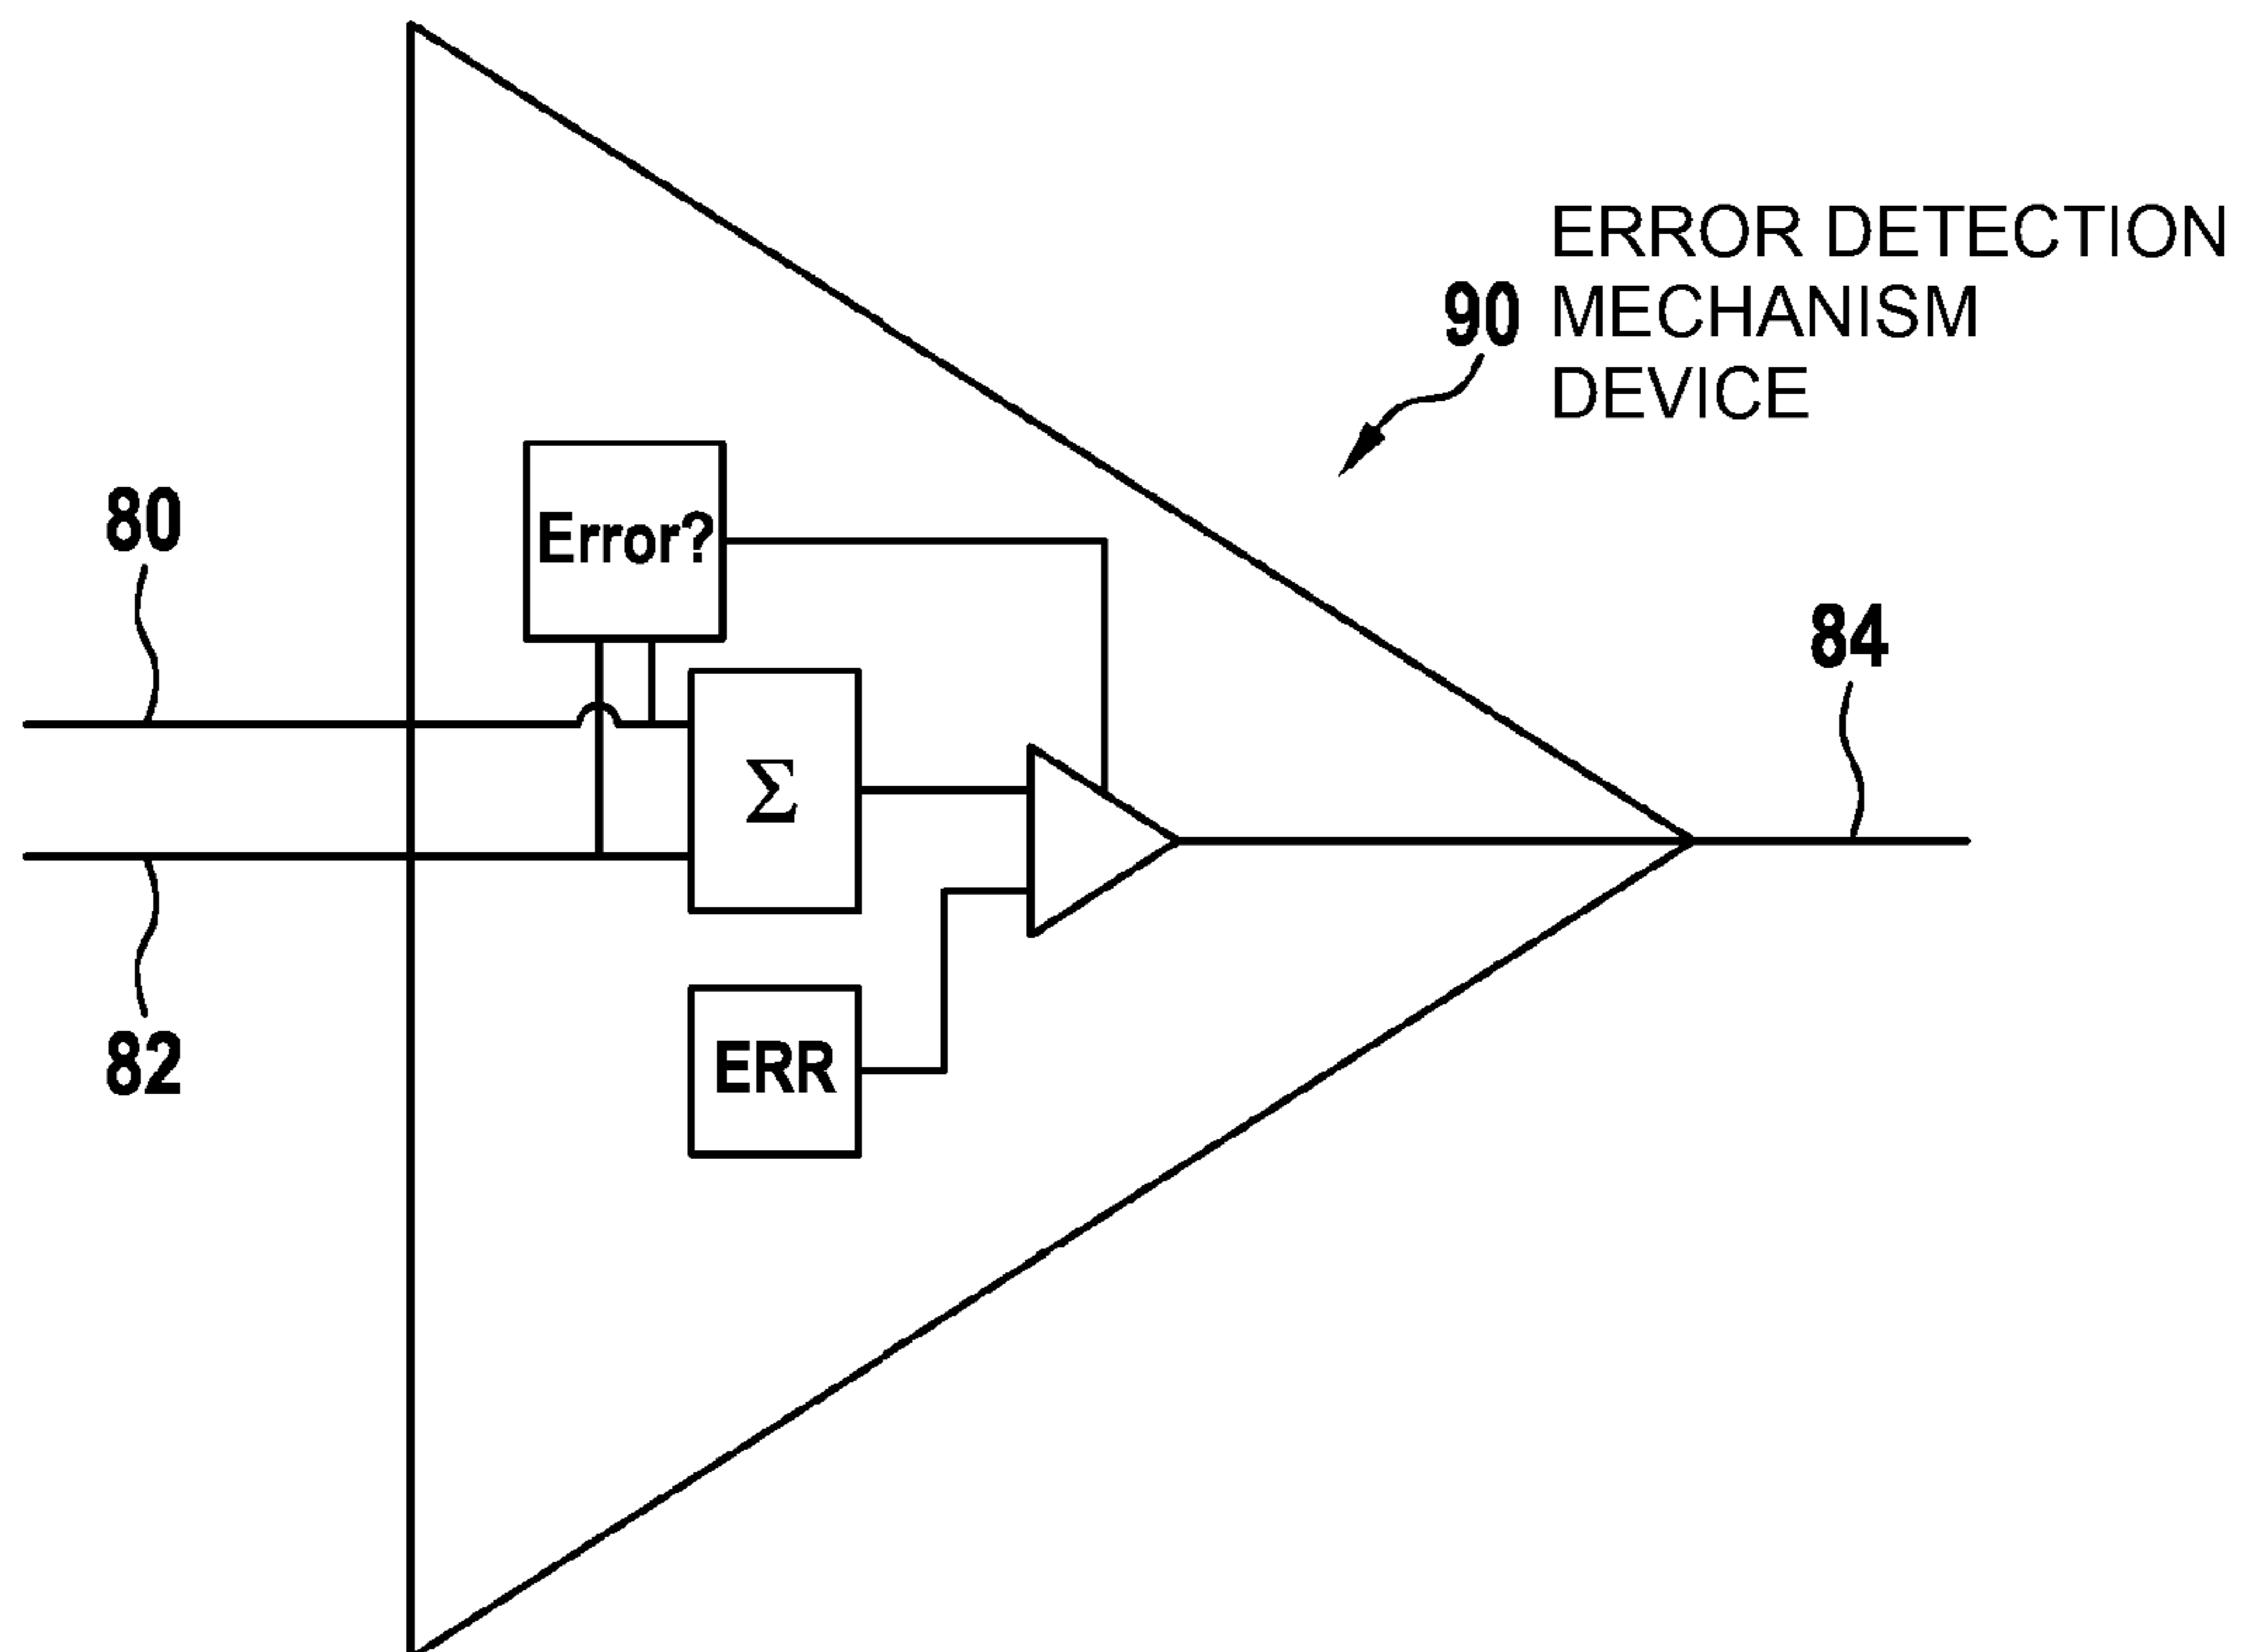 ERROR DETECTION
90 MECHANISM
DEVICE
80
Error?
84
Σ
82
ERR